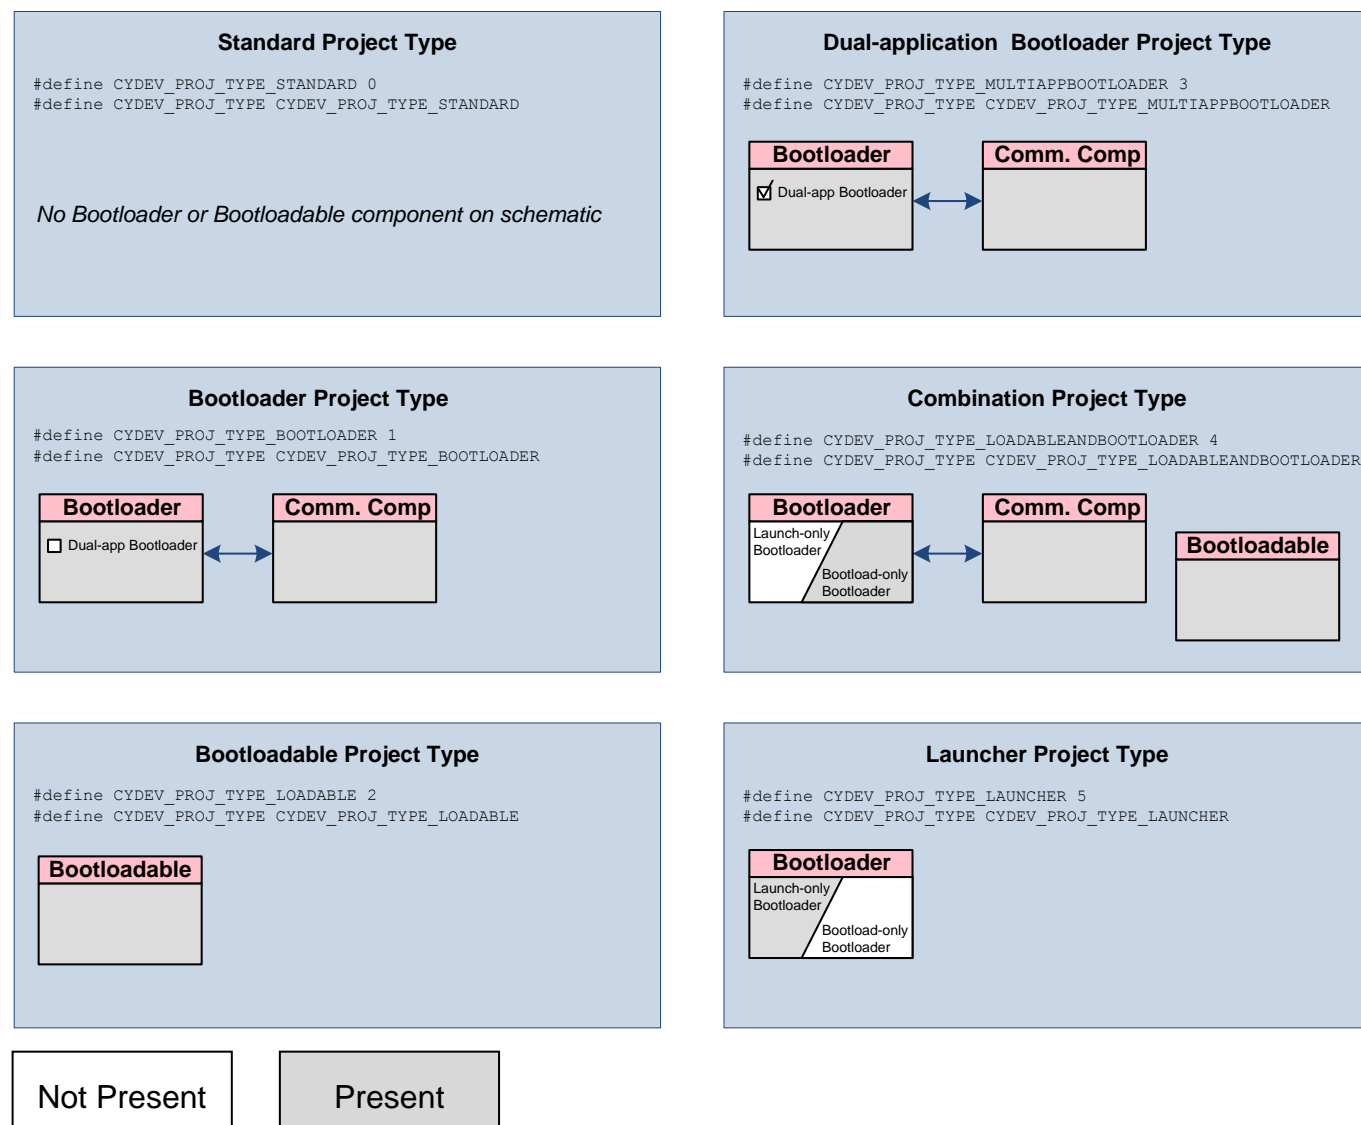 Standard Project Type
#define CYDEV_PROJ_TYPE_STANDARD 0
#define CYDEV_PROJ_TYPE CYDEV_PROJ_TYPE_STANDARD
No Bootloader or Bootloadable component on schematic
Dual-application Bootloader Project Type
#define CYDEV_PROJ_TYPE_MULTIAPPBOOTLOADER 3
#define CYDEV_PROJ_TYPE CYDEV_PROJ_TYPE_MULTIAPPBOOTLOADER
Bootloader
Dual-app Bootloader
Comm. Comp
Bootloader Project Type
#define CYDEV_PROJ_TYPE_BOOTLOADER 1
#define CYDEV_PROJ_TYPE CYDEV_PROJ_TYPE_BOOTLOADER
Bootloader
Dual-app Bootloader
Comm. Comp
Combination Project Type
#define CYDEV_PROJ_TYPE_LOADABLEANDBOOTLOADER 4
#define CYDEV_PROJ_TYPE CYDEV_PROJ_TYPE_LOADABLEANDBOOTLOADER
Bootloader
Launch-only
Bootloader
Bootload-only
Bootloader
Comm. Comp
Bootloadable
Bootloadable Project Type
#define CYDEV_PROJ_TYPE_LOADABLE 2
#define CYDEV_PROJ_TYPE CYDEV_PROJ_TYPE_LOADABLE
Bootloadable
Launcher Project Type
#define CYDEV_PROJ_TYPE_LAUNCHER 5
#define CYDEV_PROJ_TYPE CYDEV_PROJ_TYPE_LAUNCHER
Bootloader
Launch-only
Bootloader
Bootload-only
Bootloader
Not Present
Present